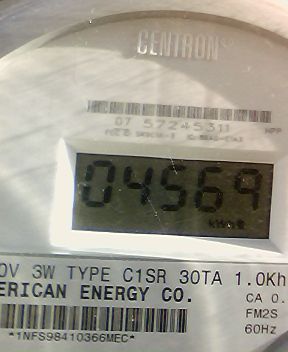 CENTRON®
07 57245311
04569
kWh
0V 3W TYPE C1SR 30TA 1.0Kh
ERICAN ENERGY CO.
CA 0.
FM2S
60Hz
*1NFS98410366MEC*